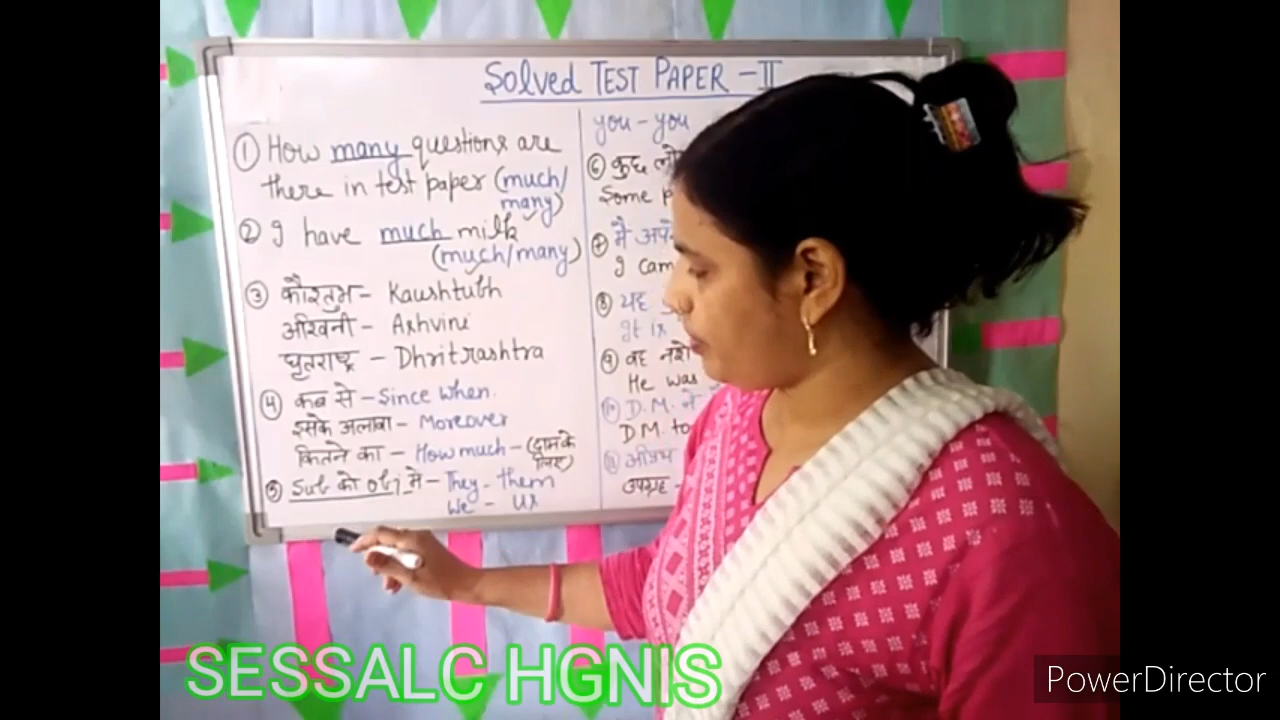 Solved TEST PAPER - II
① How many questions are
there in test paper (much/
many)
② I have much milk
(much/many)
③ कौस्तुभ - Kaushtubh
अश्विनी - Ashvini
धृतराष्ट्र - Dhritrashtra
④ कब से - Since when.
इसके अलावा - Moreover
कितने का - How much - (दाम के
लिए)
⑤ Sub को obj में - They - them
We - us
you - you
⑥ कुछ
Some
⑦ मैं
I
⑧ यह
It is
⑨ वह
He was
⑩ D.M. ने
D.M.
⑪
उपग्रह -
SESSALC HGNIS
PowerDirector